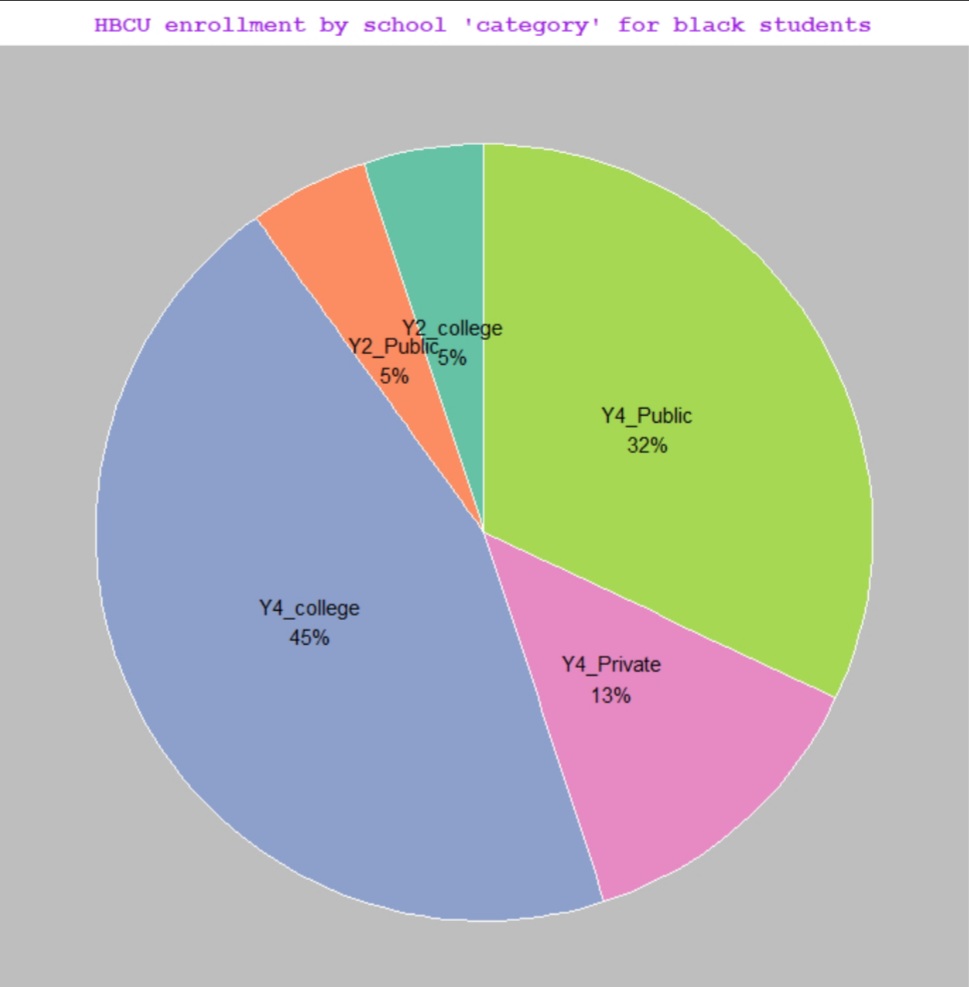 HBCU enrollment by school 'category' for black students
Y2_college
5%
Y2_Public
5%
Y4_Public
32%
Y4_college
45%
Y4_Private
13%